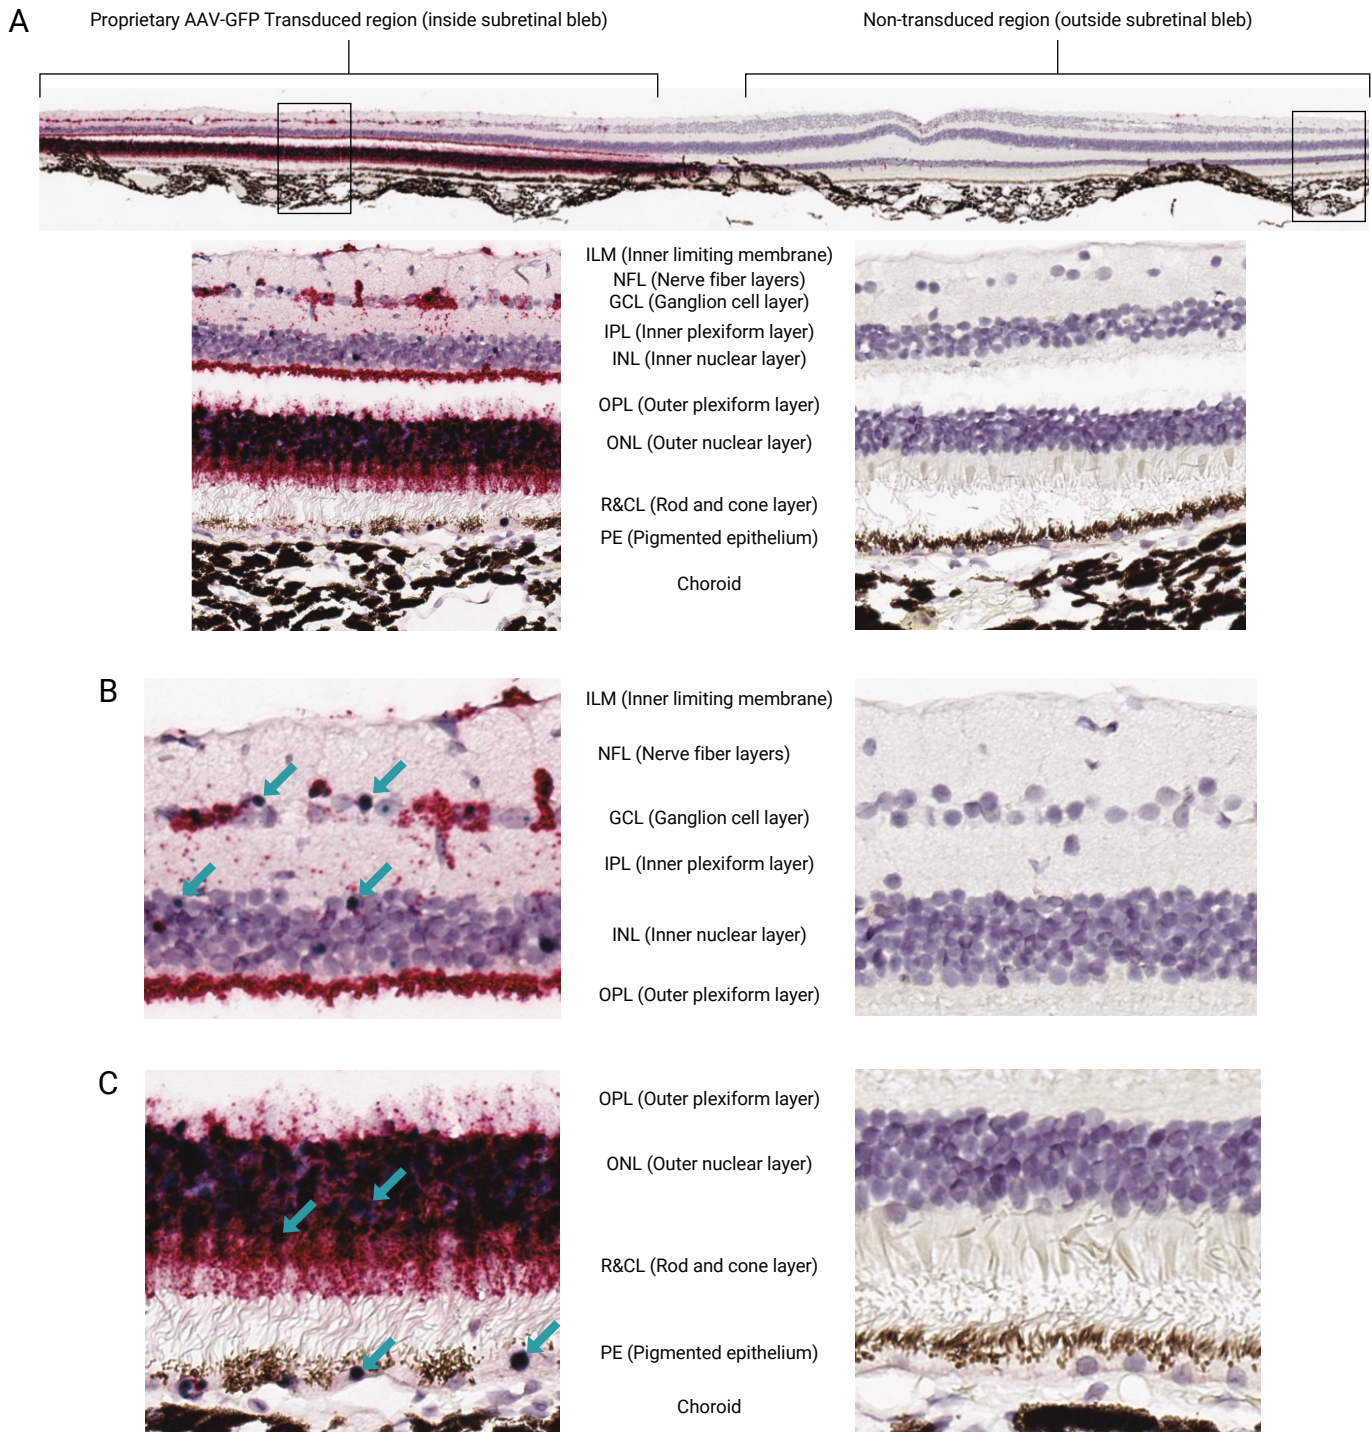 A
Proprietary AAV-GFP Transduced region (inside subretinal bleb)
Non-transduced region (outside subretinal bleb)
ILM (Inner limiting membrane)
NFL (Nerve fiber layers)
GCL (Ganglion cell layer)
IPL (Inner plexiform layer)
INL (Inner nuclear layer)
OPL (Outer plexiform layer)
ONL (Outer nuclear layer)
R&CL (Rod and cone layer)
PE (Pigmented epithelium)
Choroid
B
ILM (Inner limiting membrane)
NFL (Nerve fiber layers)
GCL (Ganglion cell layer)
IPL (Inner plexiform layer)
INL (Inner nuclear layer)
OPL (Outer plexiform layer)
C
OPL (Outer plexiform layer)
ONL (Outer nuclear layer)
R&CL (Rod and cone layer)
PE (Pigmented epithelium)
Choroid